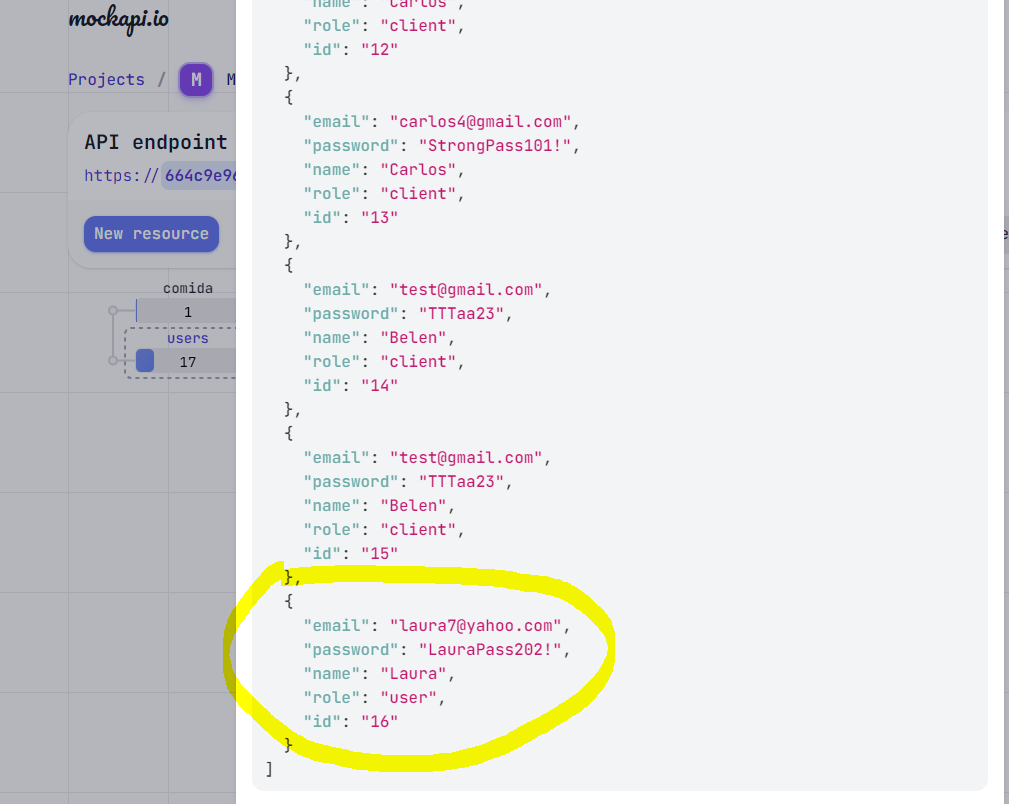 mockapi.io
Projects / M M
API endpoint
https:// 664c9e96
New resource
comida
1
users
17
"name": "Carlos",
"role": "client",
"id": "12"
},
{
"email": "carlos4@gmail.com",
"password": "StrongPass101!",
"name": "Carlos",
"role": "client",
"id": "13"
},
{
"email": "test@gmail.com",
"password": "TTTaa23",
"name": "Belen",
"role": "client",
"id": "14"
},
{
"email": "test@gmail.com",
"password": "TTTaa23",
"name": "Belen",
"role": "client",
"id": "15"
},
{
"email": "laura7@yahoo.com",
"password": "LauraPass202!",
"name": "Laura",
"role": "user",
"id": "16"
}
]